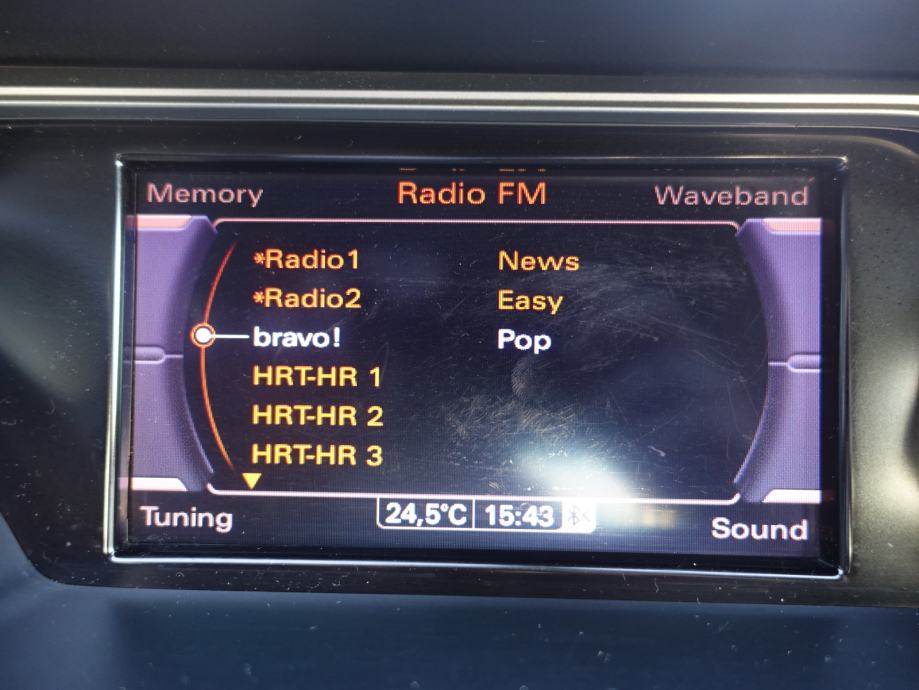 Memory Radio FM Waveband
*Radio1 News
*Radio2 Easy
bravo! Pop
HRT-HR 1
HRT-HR 2
HRT-HR 3
Tuning 24,5°C 15:43 Sound